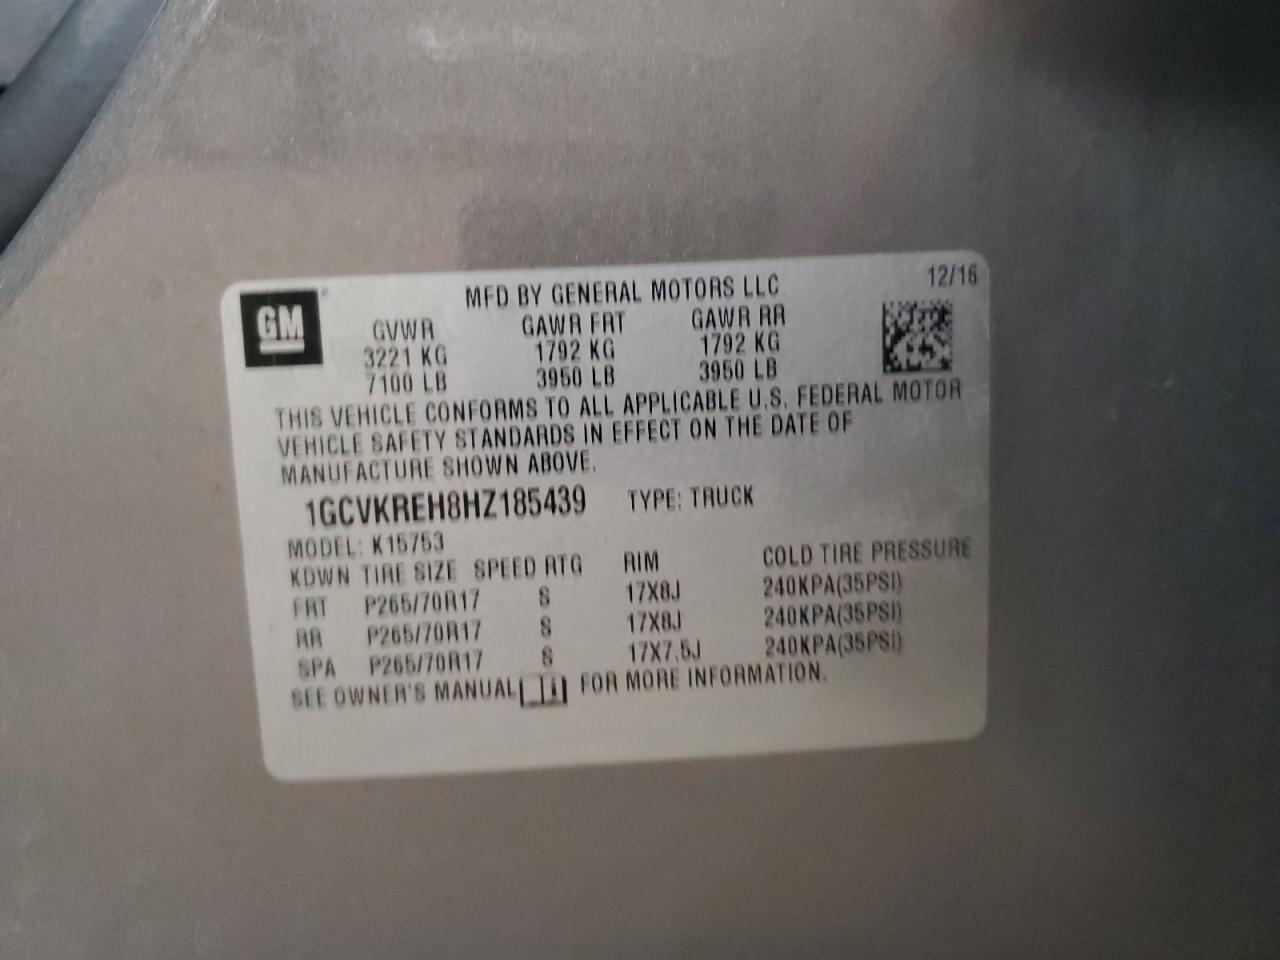 GM
MFD BY GENERAL MOTORS LLC
12/16
GVWR GAWR FRT GAWR RR
3221 KG 1792 KG 1792 KG
7100 LB 3950 LB 3950 LB
THIS VEHICLE CONFORMS TO ALL APPLICABLE U.S. FEDERAL MOTOR
VEHICLE SAFETY STANDARDS IN EFFECT ON THE DATE OF
MANUFACTURE SHOWN ABOVE.
1GCVKREH8HZ185439 TYPE: TRUCK
MODEL: K15753
KDWN TIRE SIZE SPEED RTG RIM COLD TIRE PRESSURE
FRT P265/70R17 S 17X8J 240KPA(35PSI)
RR P265/70R17 S 17X8J 240KPA(35PSI)
SPA P265/70R17 S 17X7.5J 240KPA(35PSI)
SEE OWNER'S MANUAL FOR MORE INFORMATION.